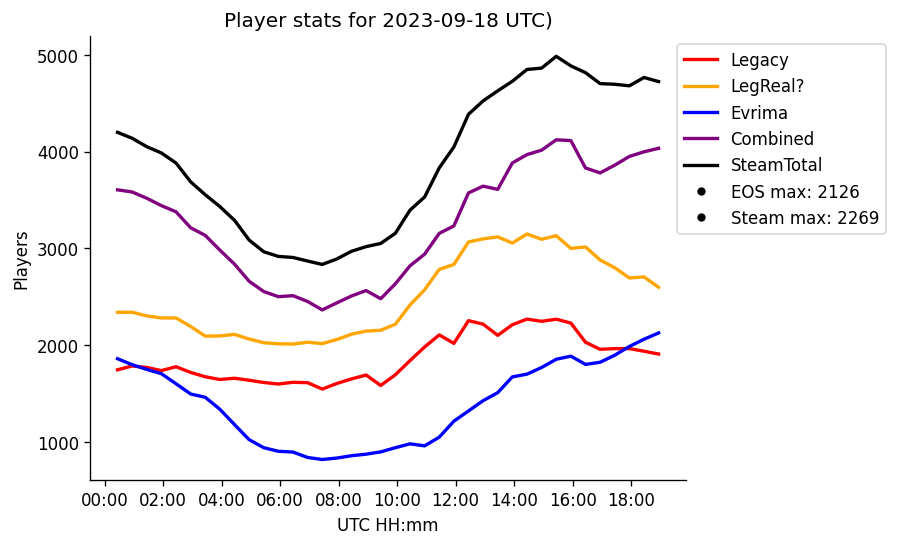 Player stats for 2023-09-18 UTC)
Legacy
LegReal?
Evrima
Combined
SteamTotal
EOS max: 2126
Steam max: 2269
Players
5000
4000
3000
2000
1000
00:00 02:00 04:00 06:00 08:00 10:00 12:00 14:00 16:00 18:00
UTC HH:mm